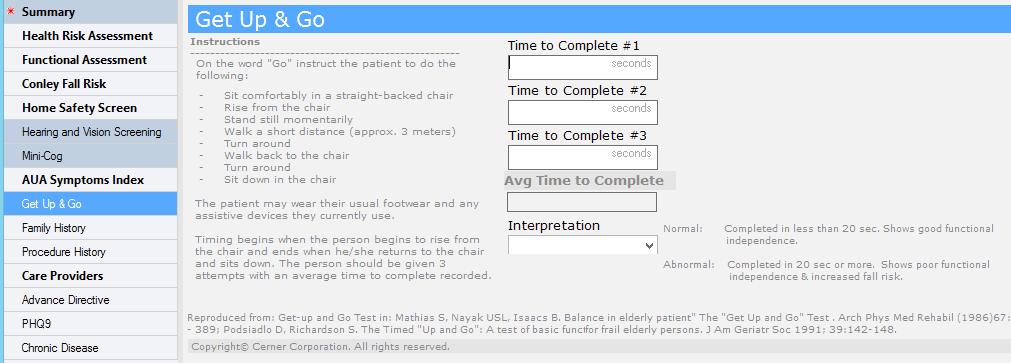 Summary
Health Risk Assessment
Functional Assessment
Conley Fall Risk
Home Safety Screen
Hearing and Vision Screening
Mini-Cog
AUA Symptoms Index
Get Up & Go
Family History
Procedure History
Care Providers
Advance Directive
PHQ9
Chronic Disease
Get Up & Go
Instructions
On the word "Go" instruct the patient to do the
following:
- Sit comfortably in a straight-backed chair
- Rise from the chair
- Stand still momentarily
- Walk a short distance (approx. 3 meters)
- Turn around
- Walk back to the chair
- Turn around
- Sit down in the chair
The patient may wear their usual footwear and any
assistive devices they currently use.
Timing begins when the person begins to rise from
the chair and ends when he/she returns to the chair
and sits down. The person should be given 3
attempts with an average time to complete recorded.
Time to Complete #1
seconds
Time to Complete #2
seconds
Time to Complete #3
seconds
Avg Time to Complete
Interpretation
Normal: Completed in less than 20 sec. Shows good functional
independence.
Abnormal: Completed in 20 sec or more. Shows poor functional
independence & increased fall risk.
Reproduced from: Get-up and Go Test in: Mathias S, Nayak USL, Isaacs B. Balance in elderly patient" The "Get Up and Go" Test . Arch Phys Med Rehabil (1986)67:
- 389; Podsiadlo D, Richardson S. The Timed "Up and Go": A test of basic functfor frail elderly persons. J Am Geriatr Soc 1991; 39:142-148.
Copyright© Cerner Corporation. All rights reserved.